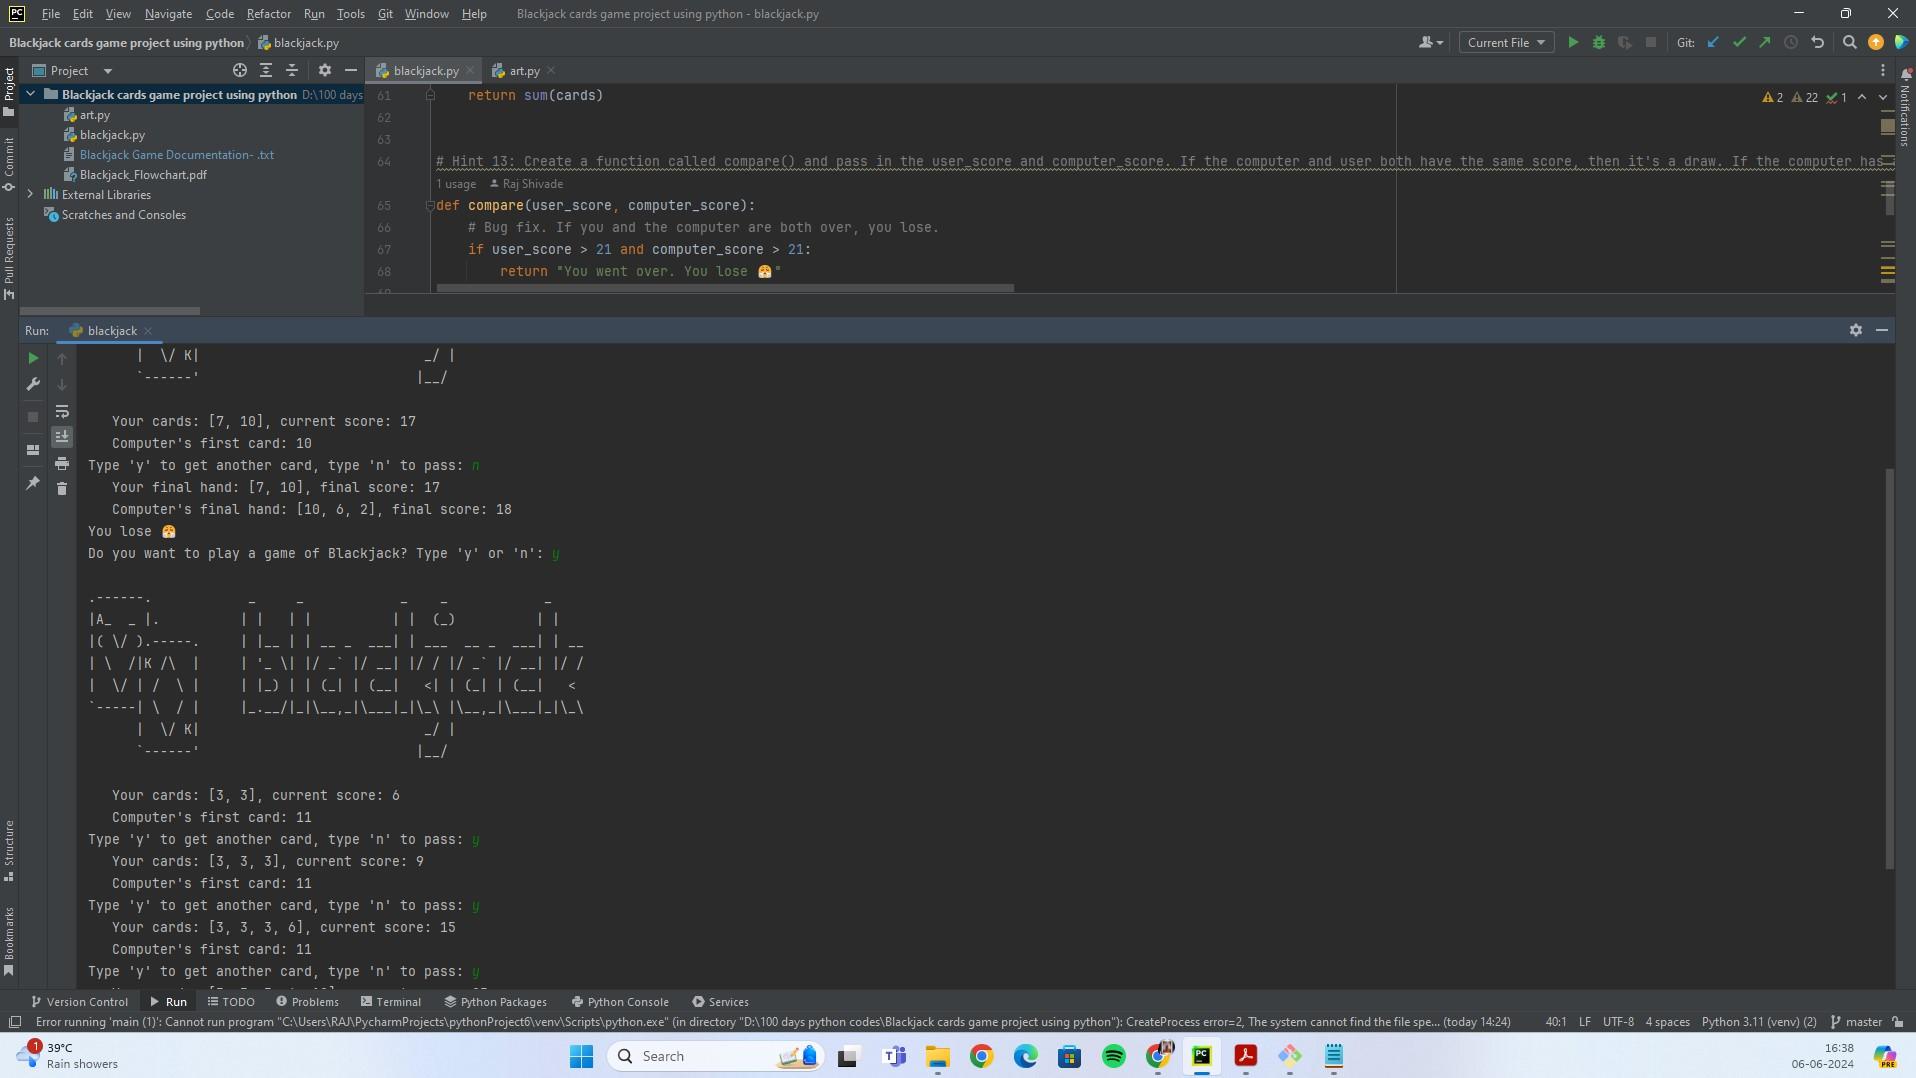 PC File Edit View Navigate Code Refactor Run Tools Git Window Help Blackjack cards game project using python - blackjack.py
Blackjack cards game project using python blackjack.py Current File Git:
Project blackjack.py art.py
Blackjack cards game project using python D:\100 days
art.py
blackjack.py
Blackjack Game Documentation- .txt
Blackjack_Flowchart.pdf
External Libraries
Scratches and Consoles
Project
Commit
Pull Requests
Structure
Bookmarks
Notifications
2 22 1
61 return sum(cards)
62
63
64 # Hint 13: Create a function called compare() and pass in the user_score and computer_score. If the computer and user both have the same score, then it's a draw. If the computer has
1 usage Raj Shivade
65 def compare(user_score, computer_score):
66 # Bug fix. If you and the computer are both over, you lose.
67 if user_score > 21 and computer_score > 21:
68 return "You went over. You lose 😤"
Run: blackjack
| \/ K| _/ |
`------' |__/
Your cards: [7, 10], current score: 17
Computer's first card: 10
Type 'y' to get another card, type 'n' to pass: n
Your final hand: [7, 10], final score: 17
Computer's final hand: [10, 6, 2], final score: 18
You lose 😤
Do you want to play a game of Blackjack? Type 'y' or 'n': y
.------. _ _ _ _ _
|A_ _ |. | | | | | | (_) | |
|( \/ ).-----. | |__ | | __ _ ___| | ___ __ _ ___| | __
| \ /|K /\ | | '_ \| |/ _` |/ __| |/ / |/ _` |/ __| |/ /
| \/ | / \ | | |_) | | (_| | (__| <| | (_| | (__| <
`-----| \ / | |_.__/|_|\__,_|\___|_|\_\ |\__,_|\___|_|\_\
| \/ K| _/ |
`------' |__/
Your cards: [3, 3], current score: 6
Computer's first card: 11
Type 'y' to get another card, type 'n' to pass: y
Your cards: [3, 3, 3], current score: 9
Computer's first card: 11
Type 'y' to get another card, type 'n' to pass: y
Your cards: [3, 3, 3, 6], current score: 15
Computer's first card: 11
Type 'y' to get another card, type 'n' to pass: y
Version Control Run TODO Problems Terminal Python Packages Python Console Services
Error running 'main (1)': Cannot run program "C:\Users\RAJ\PycharmProjects\pythonProject6\venv\Scripts\python.exe" (in directory "D:\100 days python codes\Blackjack cards game project using python"): CreateProcess error=2, The system cannot find the file spe... (today 14:24) 40:1 LF UTF-8 4 spaces Python 3.11 (venv) (2) master
1 39°C
Rain showers
Search
PC
PRE
16:38
06-06-2024